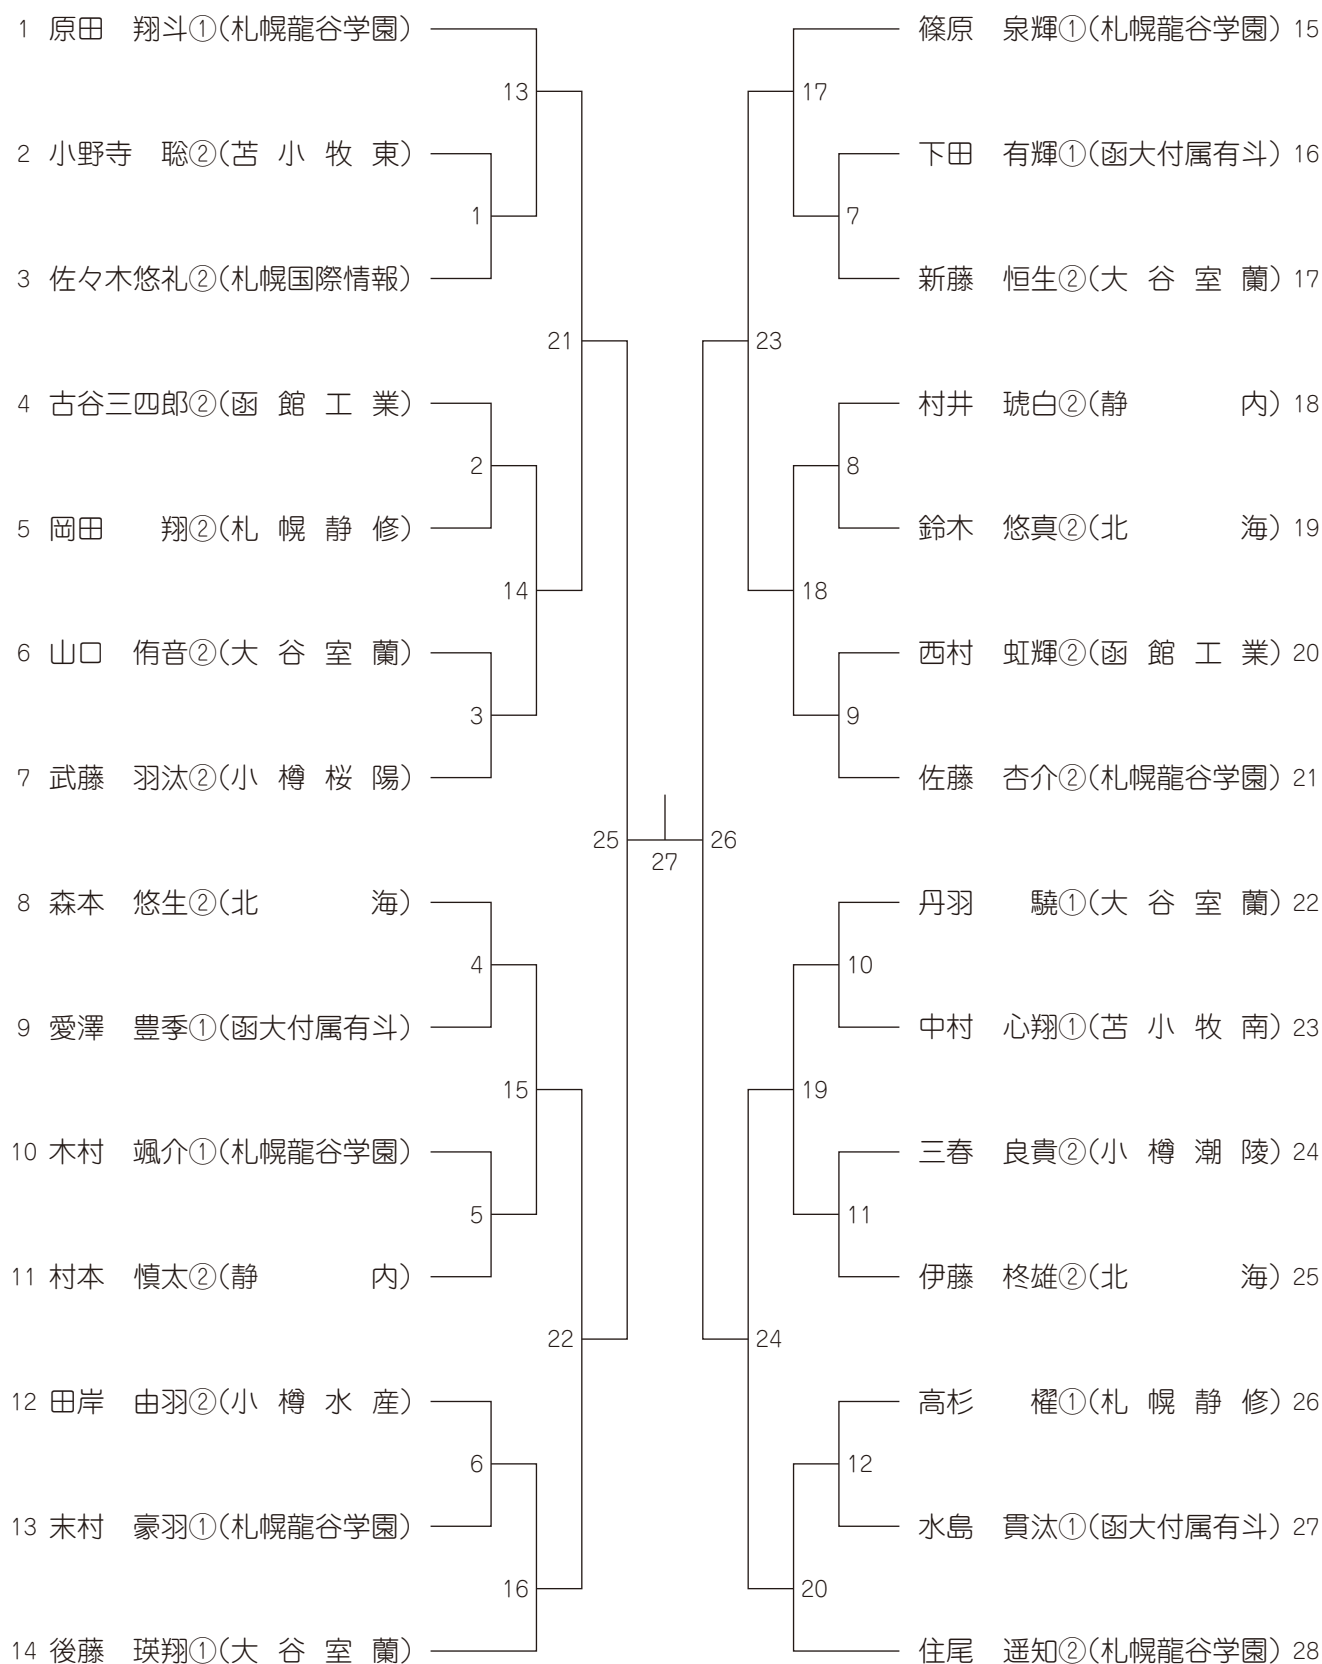 1 原田　翔斗①(札幌龍谷学園)
13
2 小野寺　聡②(苫小牧東)
1
3 佐々木悠礼②(札幌国際情報)
21
4 古谷三四郎②(函館工業)
2
5 岡田　翔②(札幌静修)
14
6 山口　侑音②(大谷室蘭)
3
7 武藤　羽汰②(小樽桜陽)
25
8 森本　悠生②(北海)
4
9 愛澤　豊季①(函大付属有斗)
15
10 木村　颯介①(札幌龍谷学園)
5
11 村本　慎太②(静内)
22
12 田岸　由羽②(小樽水産)
6
13 末村　豪羽①(札幌龍谷学園)
16
14 後藤　瑛翔①(大谷室蘭)
27
篠原　泉輝①(札幌龍谷学園) 15
17
下田　有輝①(函大付属有斗) 16
7
新藤　恒生②(大谷室蘭) 17
23
村井　琥白②(静内) 18
8
鈴木　悠真②(北海) 19
18
西村　虹輝②(函館工業) 20
9
佐藤　杏介②(札幌龍谷学園) 21
26
丹羽　驍①(大谷室蘭) 22
10
中村　心翔①(苫小牧南) 23
19
三春　良貴②(小樽潮陵) 24
11
伊藤　柊雄②(北海) 25
24
高杉　櫂①(札幌静修) 26
12
水島　貫汰①(函大付属有斗) 27
20
住尾　遥知②(札幌龍谷学園) 28